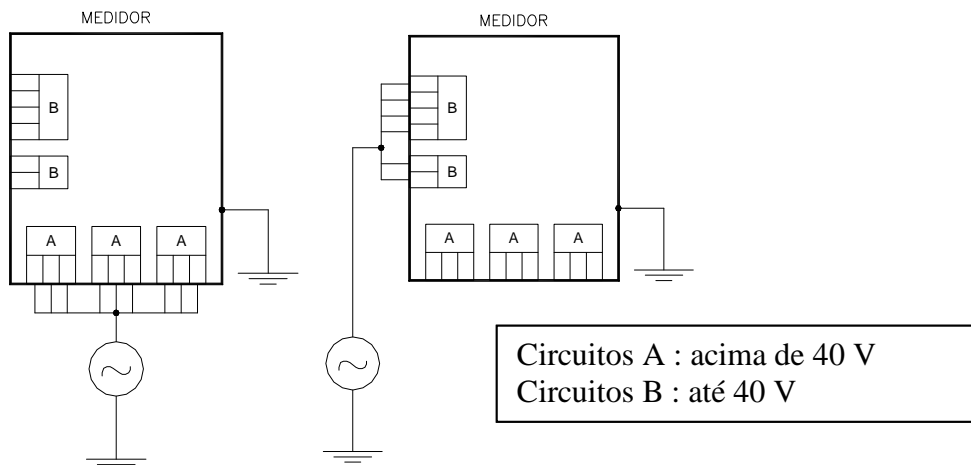 MEDIDOR
B
B
A A A
MEDIDOR
B
B
A A A
Circuitos A : acima de 40 V
Circuitos B : até 40 V